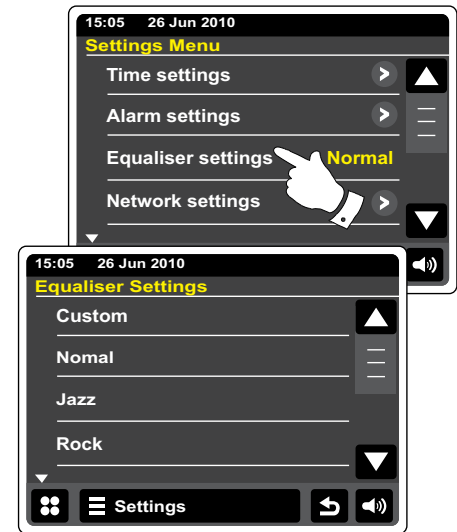 15:05 26 Jun 2010
Settings Menu
Time settings
Alarm settings
Equaliser settings Normal
Network settings
15:05 26 Jun 2010
Equaliser Settings
Custom
Nomal
Jazz
Rock
Settings